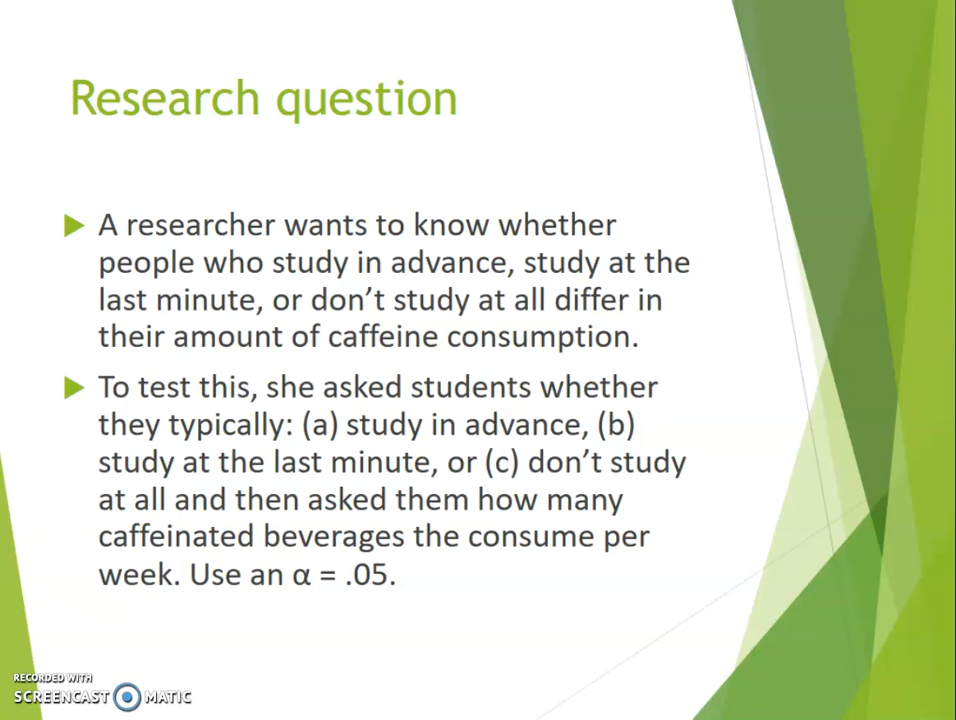 Research question
A researcher wants to know whether
people who study in advance, study at the
last minute, or don’t study at all differ in
their amount of caffeine consumption.
To test this, she asked students whether
they typically: (a) study in advance, (b)
study at the last minute, or (c) don’t study
at all and then asked them how many
caffeinated beverages the consume per
week. Use an α = .05.
RECORDED WITH
SCREENCAST MATIC